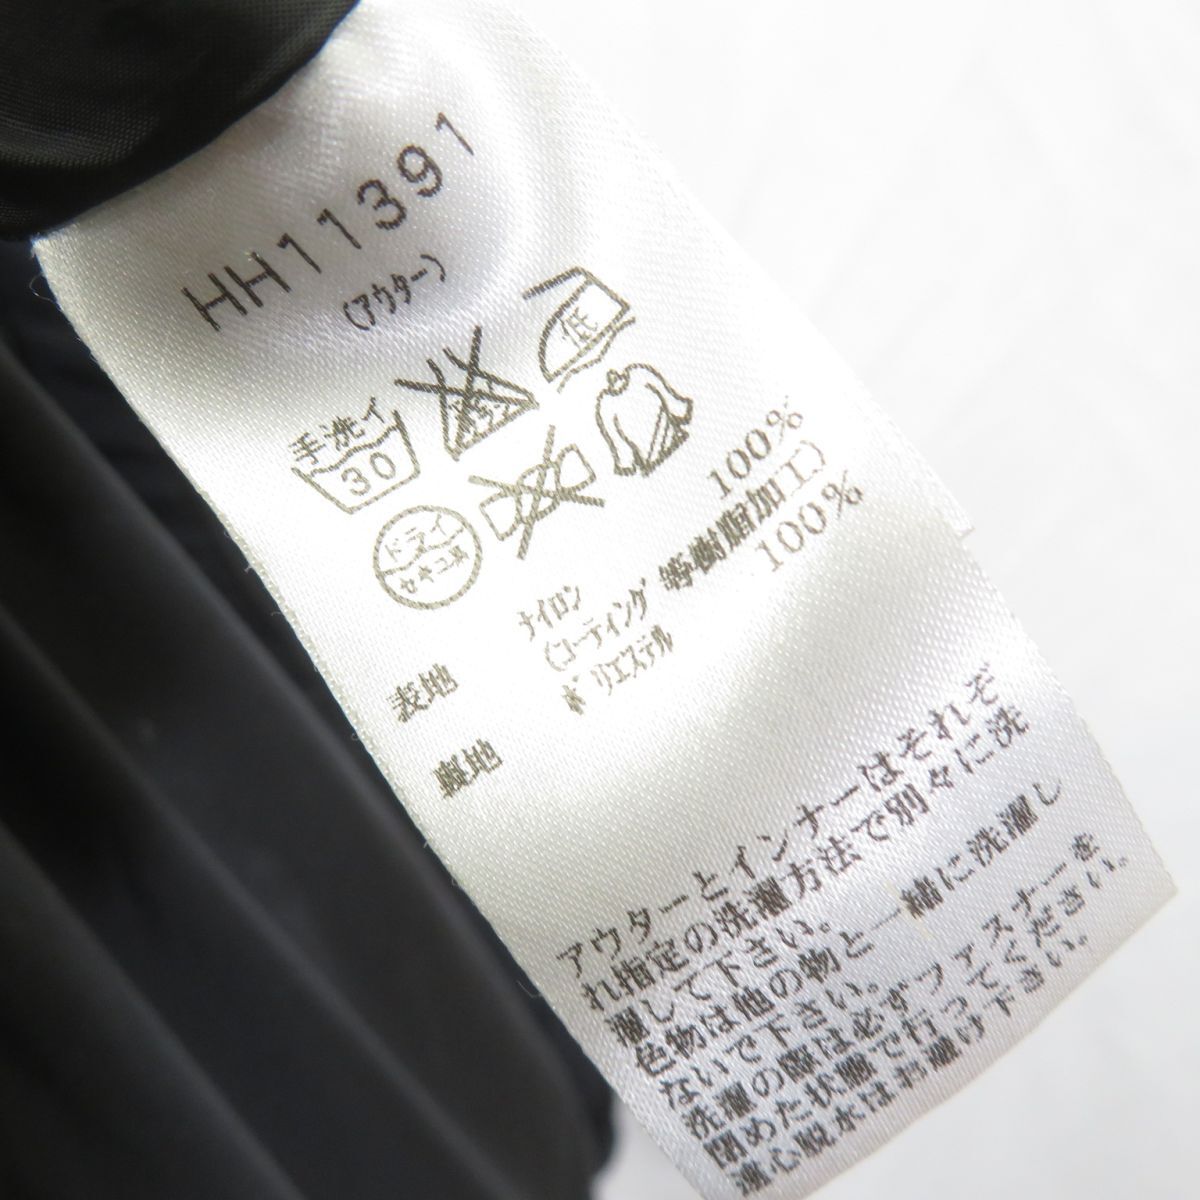 HH11391
(アウター)
手洗イ
30
エンソ
サラシ
低
ドライ
セキユ系
表地 ナイロン 100%
(コーティング等樹脂加工)
裏地 ポリエステル 100%
アウターとインナーはそれぞ
れ指定の洗濯方法で別々に洗
濯して下さい。
色物は他の物と一緒に洗濯し
ないで下さい。
洗濯の際は必ずファスナーを
閉めた状態で行ってください。
遠心脱水はお避け下さい。